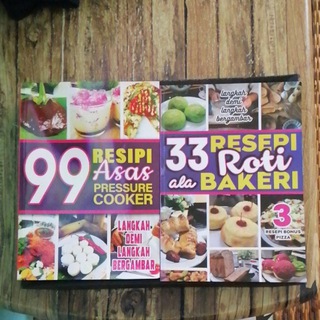 99
RESIPI
Asas
PRESSURE
COOKER
LANGKAH
DEMI
LANGKAH
BERGAMBAR
langkah
demi
langkah
bergambar
33 RESEPI
Roti
ala BAKERI
3
RESEPI BONUS
PIZZA